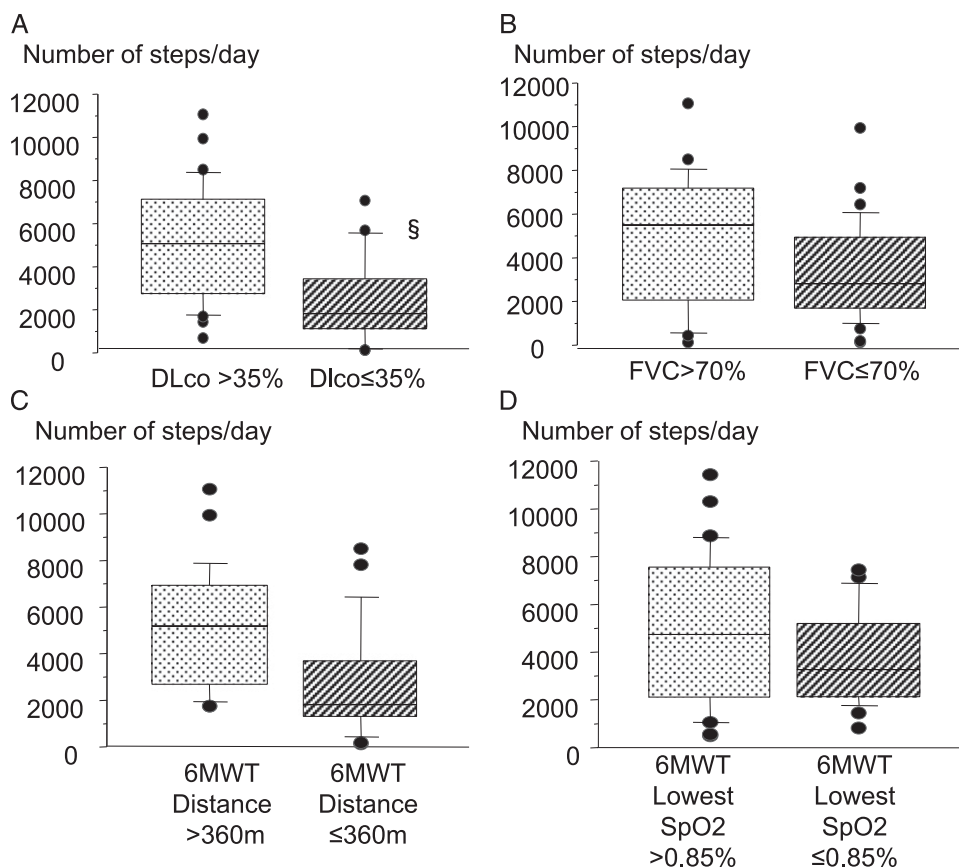 A
Number of steps/day
12000
10000
8000
6000
4000
2000
0
§
DLco >35%
Dlco≤35%
B
Number of steps/day
12000
10000
8000
6000
4000
2000
0
FVC>70%
FVC≤70%
C
Number of steps/day
12000
10000
8000
6000
4000
2000
0
6MWT
Distance
>360m
6MWT
Distance
≤360m
D
Number of steps/day
12000
10000
8000
6000
4000
2000
0
6MWT
Lowest
SpO2
>0.85%
6MWT
Lowest
SpO2
≤0.85%